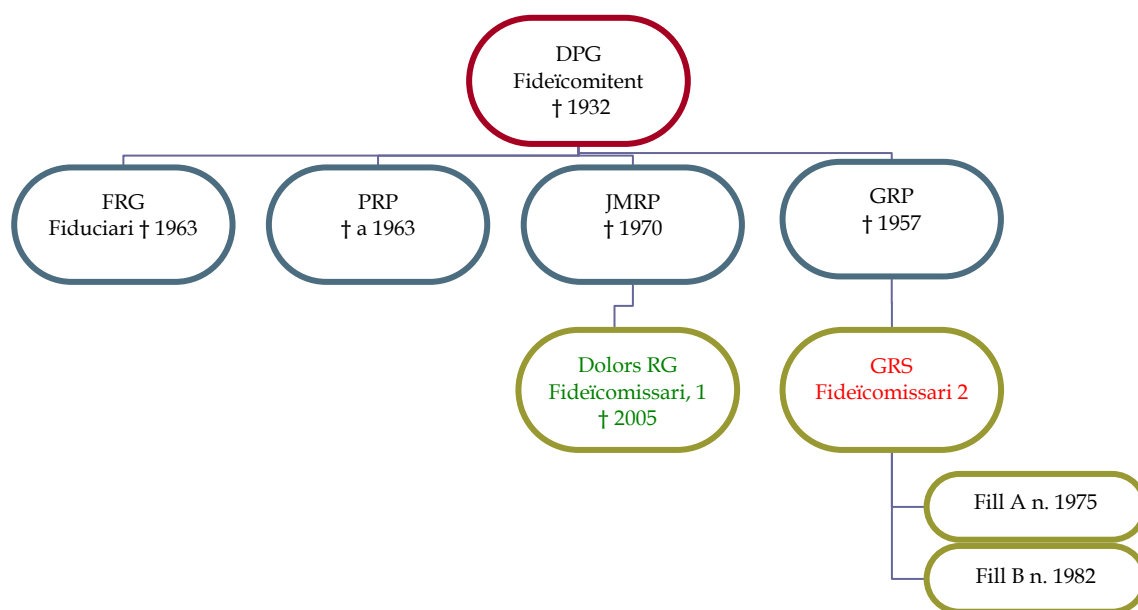 DPG
Fideïcomitent
† 1932
FRG
Fiduciari † 1963
PRP
† a 1963
JMRP
† 1970
GRP
† 1957
Dolors RG
Fideïcomissari, 1
† 2005
GRS
Fideïcomissari 2
Fill A n. 1975
Fill B n. 1982